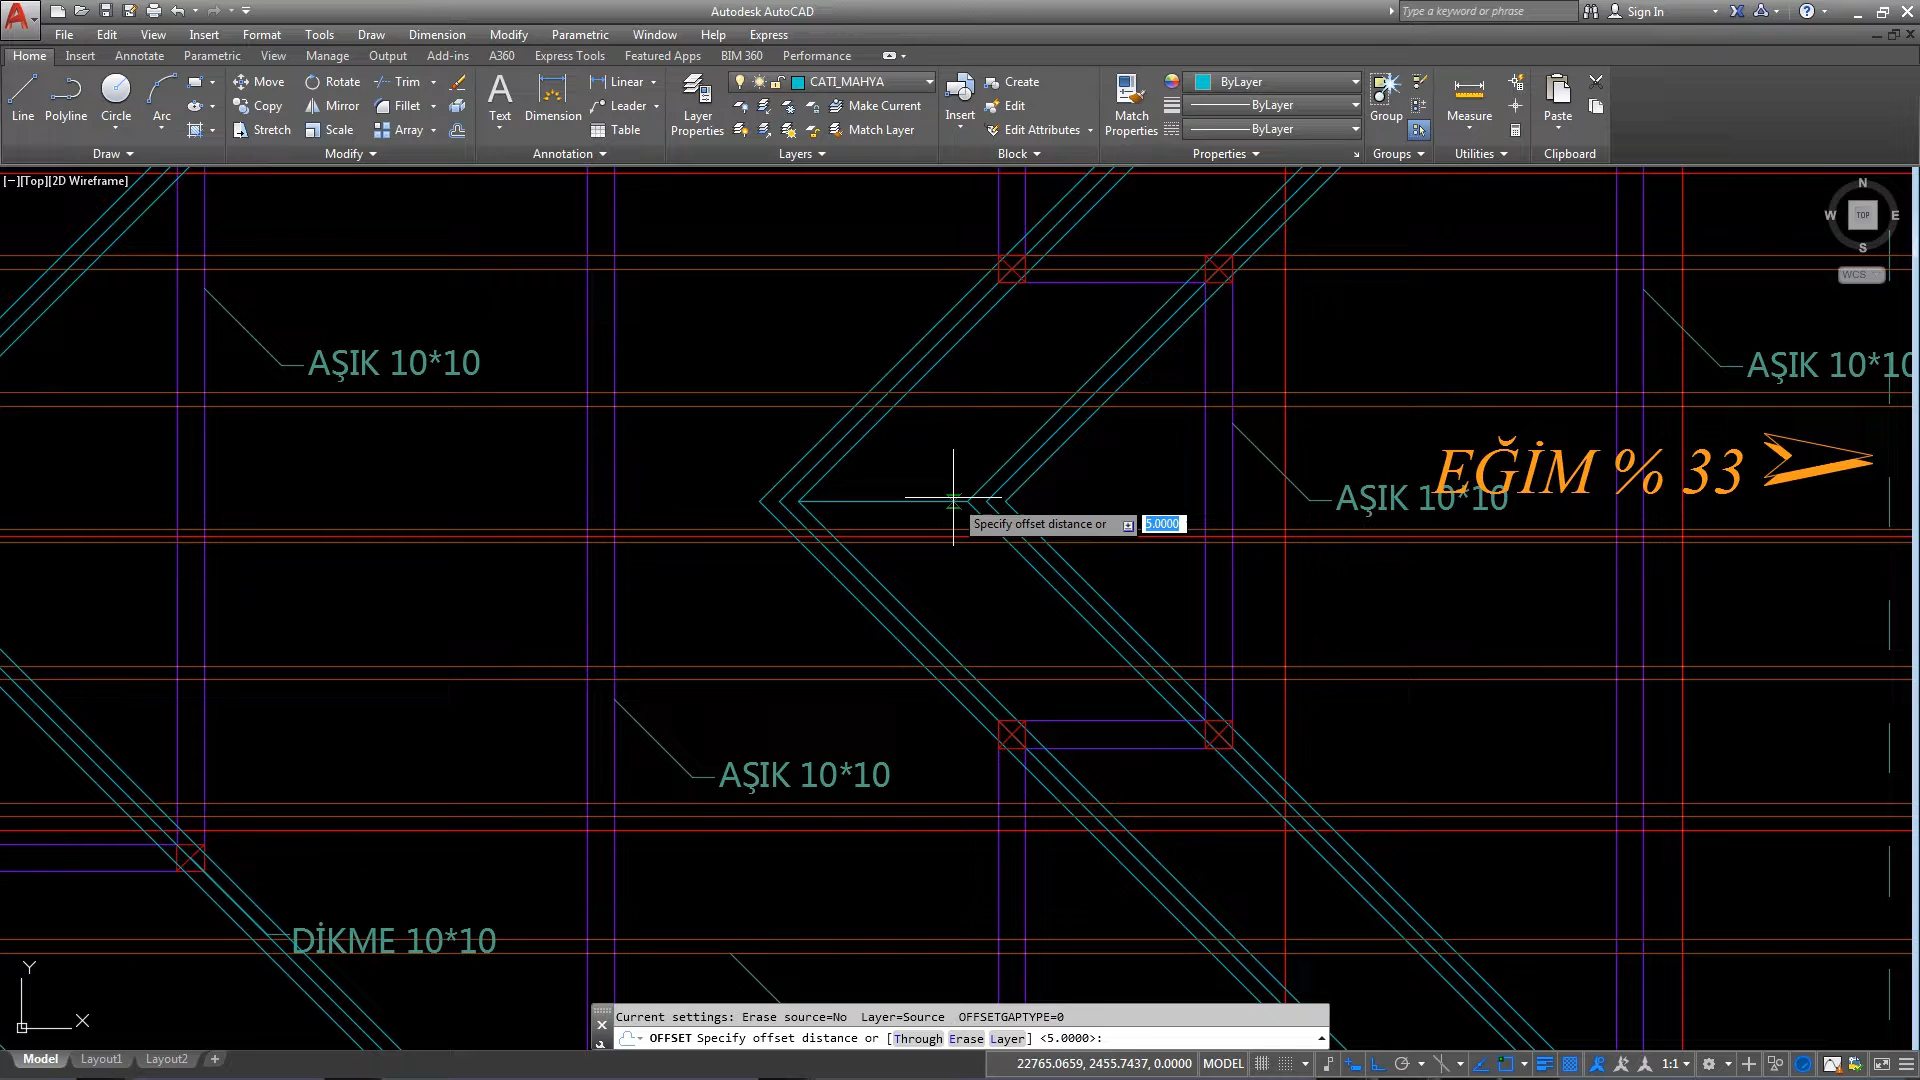 Autodesk AutoCAD
Type a keyword or phrase
Sign In
File Edit View Insert Format Tools Draw Dimension Modify Parametric Window Help Express
Home Insert Annotate Parametric View Manage Output Add-ins A360 Express Tools Featured Apps BIM 360 Performance
Line Polyline Circle Arc
Move Rotate Trim
Copy Mirror Fillet
Stretch Scale Array
Text Dimension
Linear
Leader
Table
Layer Properties
CATI_MAHYA
Make Current
Match Layer
Insert
Create
Edit
Edit Attributes
Match Properties
ByLayer
ByLayer
ByLayer
Group
Measure
Paste
Draw Modify Annotation Layers Block Properties Groups Utilities Clipboard
[−][Top][2D Wireframe]
N
W TOP E
S
WCS
AŞIK 10*10
AŞIK 10*10
EĞİM % 33
AŞIK 10*10
Specify offset distance or 5.0000
AŞIK 10*10
DİKME 10*10
Y
X
Current settings: Erase source=No Layer=Source OFFSETGAPTYPE=0
OFFSET Specify offset distance or [Through Erase Layer] <5.0000>:
Model Layout1 Layout2 +
22765.0659, 2455.7437, 0.0000 MODEL 1:1